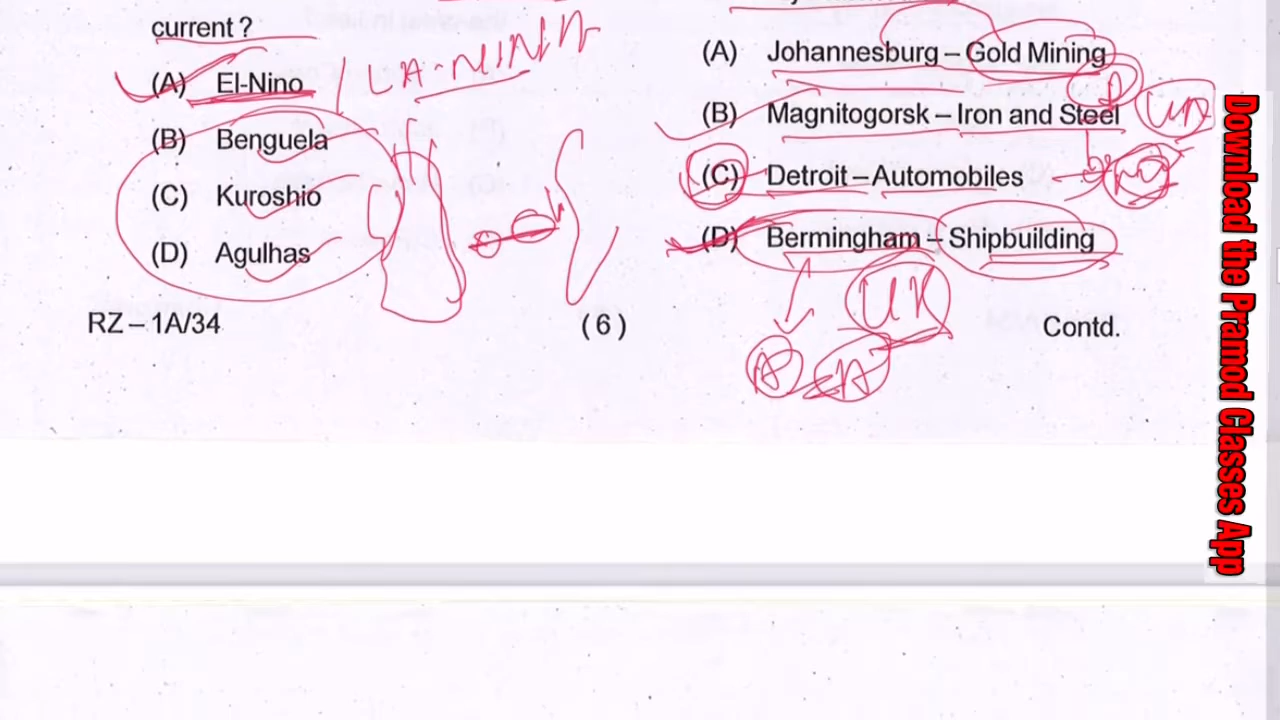 current ?
(A) El-Nino / LA-NINA
(B) Benguela
(C) Kuroshio
(D) Agulhas
RZ – 1A/34
( 6 )
(A) Johannesburg – Gold Mining
(B) Magnitogorsk – Iron and Steel
(C) Detroit – Automobiles
(D) Bermingham – Shipbuilding
UK
Contd.
Download the Pramod Classes App